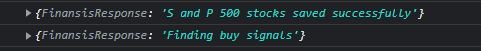 {FinansisResponse: 'S and P 500 stocks saved successfully'}
{FinansisResponse: 'Finding buy signals'}